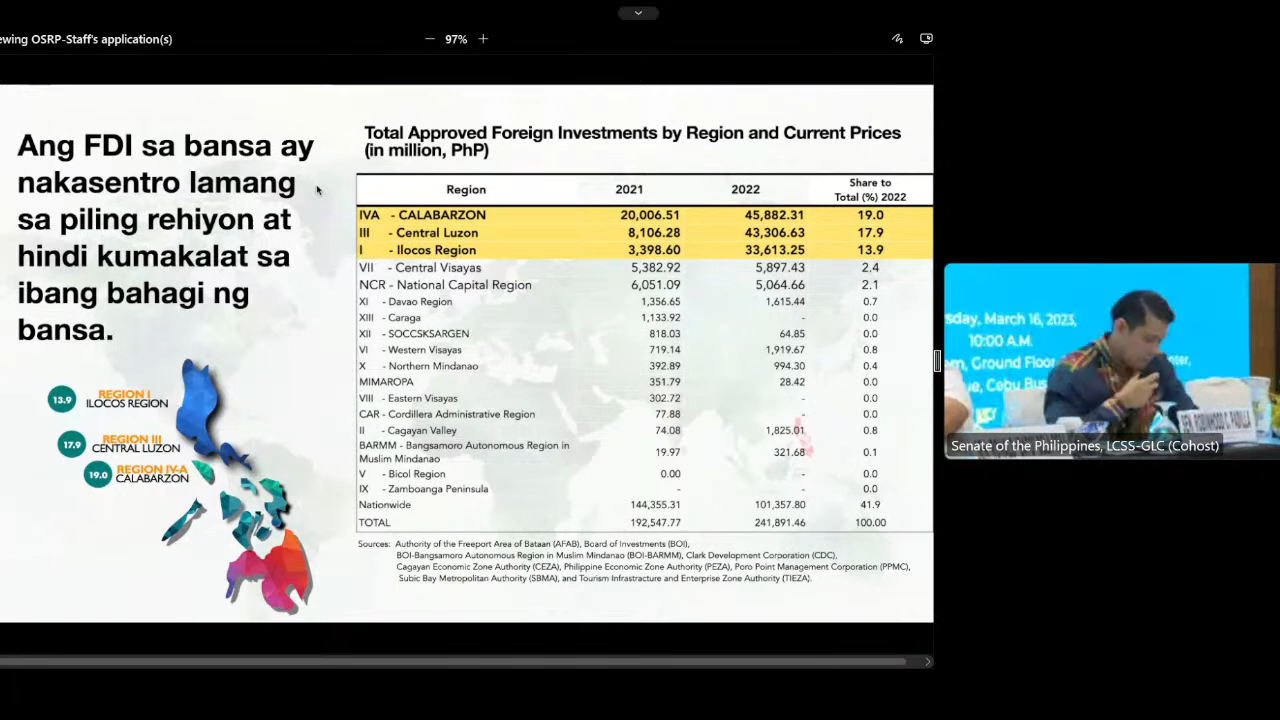 ewing OSRP-Staff's application(s)
97%
Ang FDI sa bansa ay
nakasentro lamang
sa piling rehiyon at
hindi kumakalat sa
ibang bahagi ng
bansa.
13.9 REGION I
ILOCOS REGION
17.9 REGION III
CENTRAL LUZON
19.0 REGION IV-A
CALABARZON
Total Approved Foreign Investments by Region and Current Prices
(in million, PhP)
Region 2021 2022 Share to
Total (%) 2022
IVA - CALABARZON 20,006.51 45,882.31 19.0
III - Central Luzon 8,106.28 43,306.63 17.9
I - Ilocos Region 3,398.60 33,613.25 13.9
VII - Central Visayas 5,382.92 5,897.43 2.4
NCR - National Capital Region 6,051.09 5,064.66 2.1
XI - Davao Region 1,356.65 1,615.44 0.7
XIII - Caraga 1,133.92 - 0.0
XII - SOCCSKSARGEN 818.03 64.85 0.0
VI - Western Visayas 719.14 1,919.67 0.8
X - Northern Mindanao 392.89 994.30 0.4
MIMAROPA 351.79 28.42 0.0
VIII - Eastern Visayas 302.72 - 0.0
CAR - Cordillera Administrative Region 77.88 - 0.0
II - Cagayan Valley 74.08 1,825.01 0.8
BARMM - Bangsamoro Autonomous Region in
Muslim Mindanao 19.97 321.68 0.1
V - Bicol Region 0.00 - 0.0
IX - Zamboanga Peninsula - - 0.0
Nationwide 144,355.31 101,357.80 41.9
TOTAL 192,547.77 241,891.46 100.00
Sources: Authority of the Freeport Area of Bataan (AFAB), Board of Investments (BOI),
BOI-Bangsamoro Autonomous Region in Muslim Mindanao (BOI-BARMM), Clark Development Corporation (CDC),
Cagayan Economic Zone Authority (CEZA), Philippine Economic Zone Authority (PEZA), Poro Point Management Corporation (PPMC),
Subic Bay Metropolitan Authority (SBMA), and Tourism Infrastructure and Enterprise Zone Authority (TIEZA).
sday, March 16, 2023,
10:00 A.M.
Ground Floor
Cebu Bus
SEN. ROBINHOOD C. PADILLA
Senate of the Philippines, LCSS-GLC (Cohost)